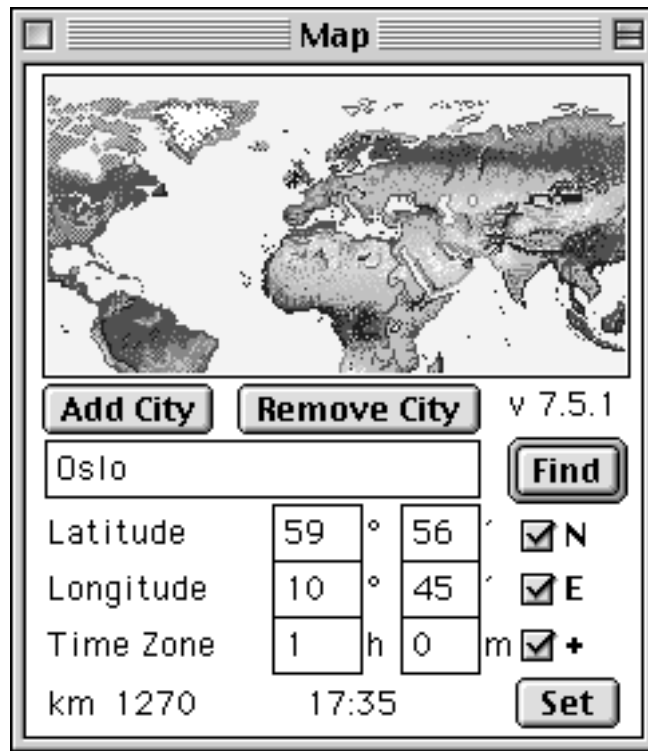 Map
Add City Remove City v 7.5.1
Oslo Find
Latitude 59 ° 56 ´ N
Longitude 10 ° 45 ´ E
Time Zone 1 h 0 m +
km 1270 17:35 Set